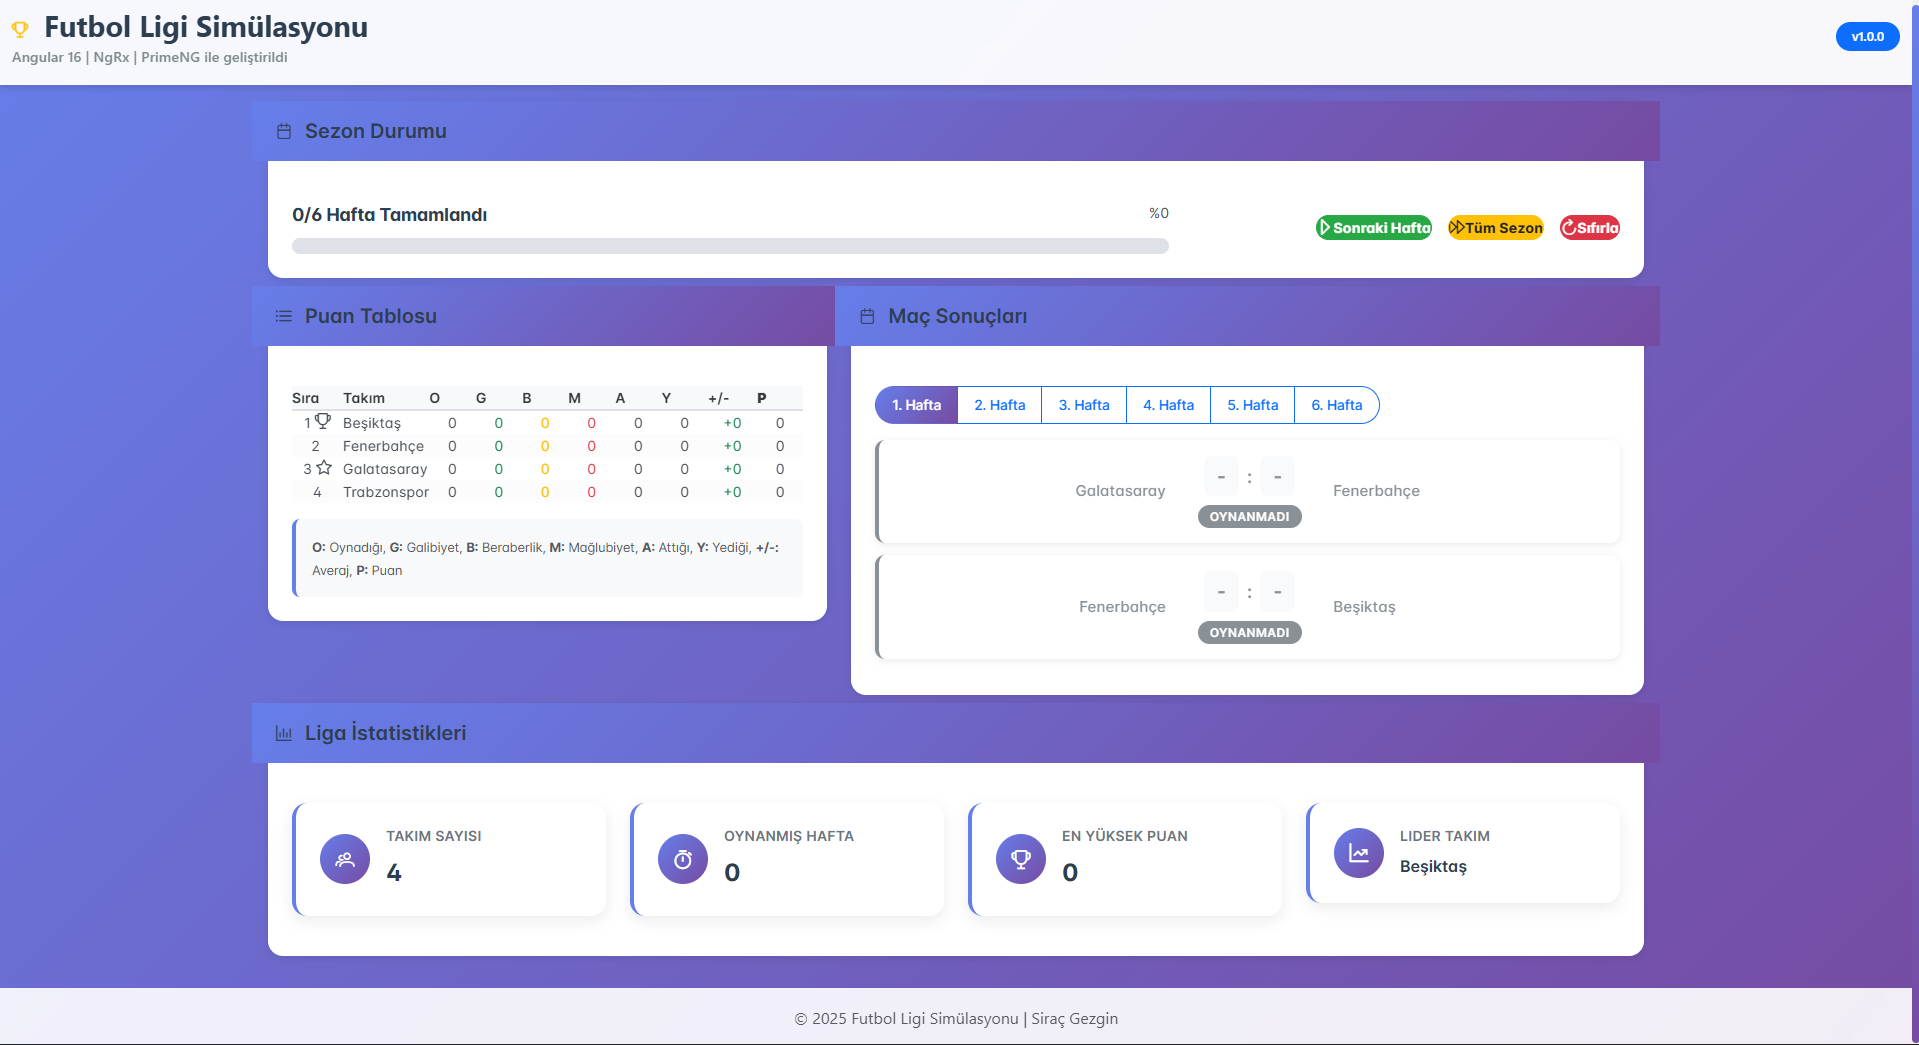 Futbol Ligi Simülasyonu
Angular 16 | NgRx | PrimeNG ile geliştirildi
v1.0.0
Sezon Durumu
0/6 Hafta Tamamlandı
%0
Sonraki Hafta
Tüm Sezon
Sıfırla
Puan Tablosu
Sıra Takım O G B M A Y +/- P
1 Beşiktaş 0 0 0 0 0 0 +0 0
2 Fenerbahçe 0 0 0 0 0 0 +0 0
3 Galatasaray 0 0 0 0 0 0 +0 0
4 Trabzonspor 0 0 0 0 0 0 +0 0
O: Oynadığı, G: Galibiyet, B: Beraberlik, M: Mağlubiyet, A: Attığı, Y: Yediği, +/-:
Averaj, P: Puan
Maç Sonuçları
1. Hafta 2. Hafta 3. Hafta 4. Hafta 5. Hafta 6. Hafta
Galatasaray - : - Fenerbahçe
OYNANMADI
Fenerbahçe - : - Beşiktaş
OYNANMADI
Liga İstatistikleri
TAKIM SAYISI
4
OYNANMIŞ HAFTA
0
EN YÜKSEK PUAN
0
LIDER TAKIM
Beşiktaş
© 2025 Futbol Ligi Simülasyonu | Siraç Gezgin